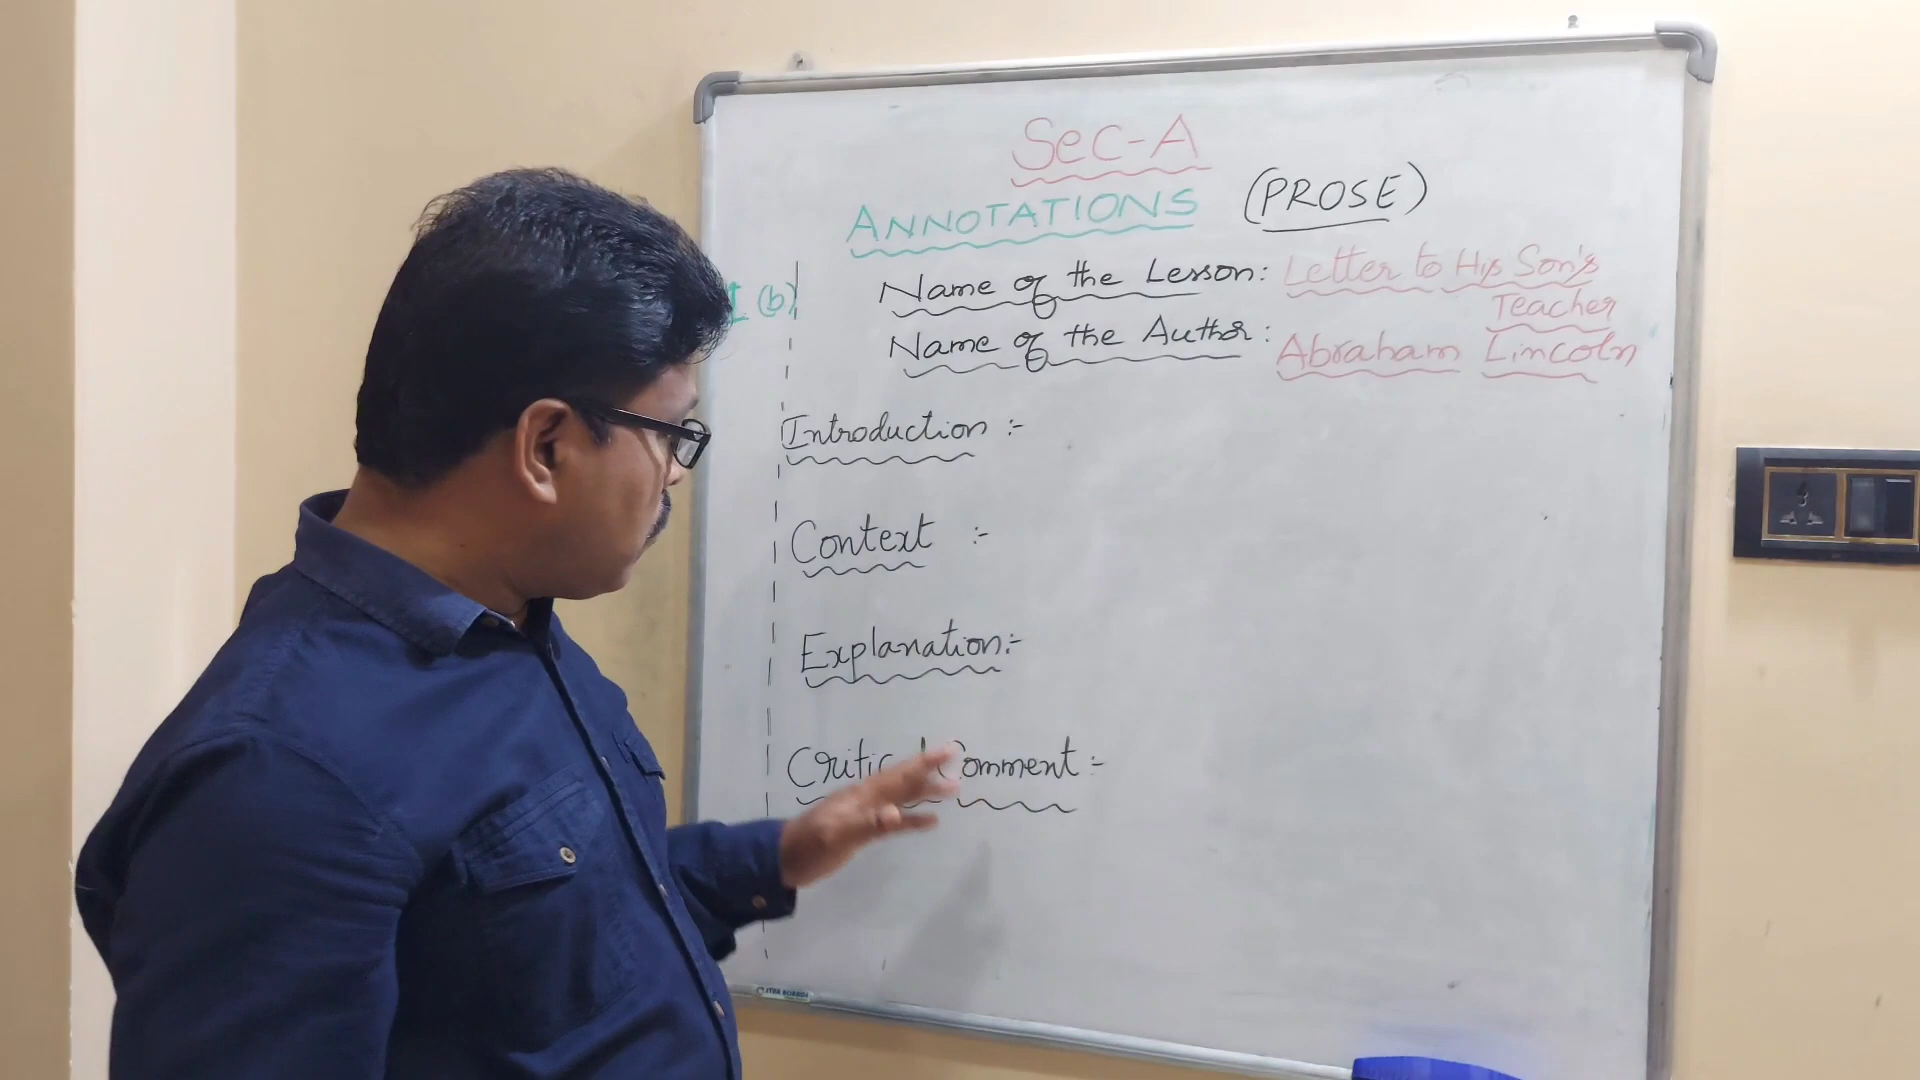 Sec-A
ANNOTATIONS (PROSE)
I (b)
Name of the Lesson: Letter to His Son's
Teacher
Name of the Author: Abraham Lincoln
Introduction :-
Context :-
Explanation:-
Comment :-